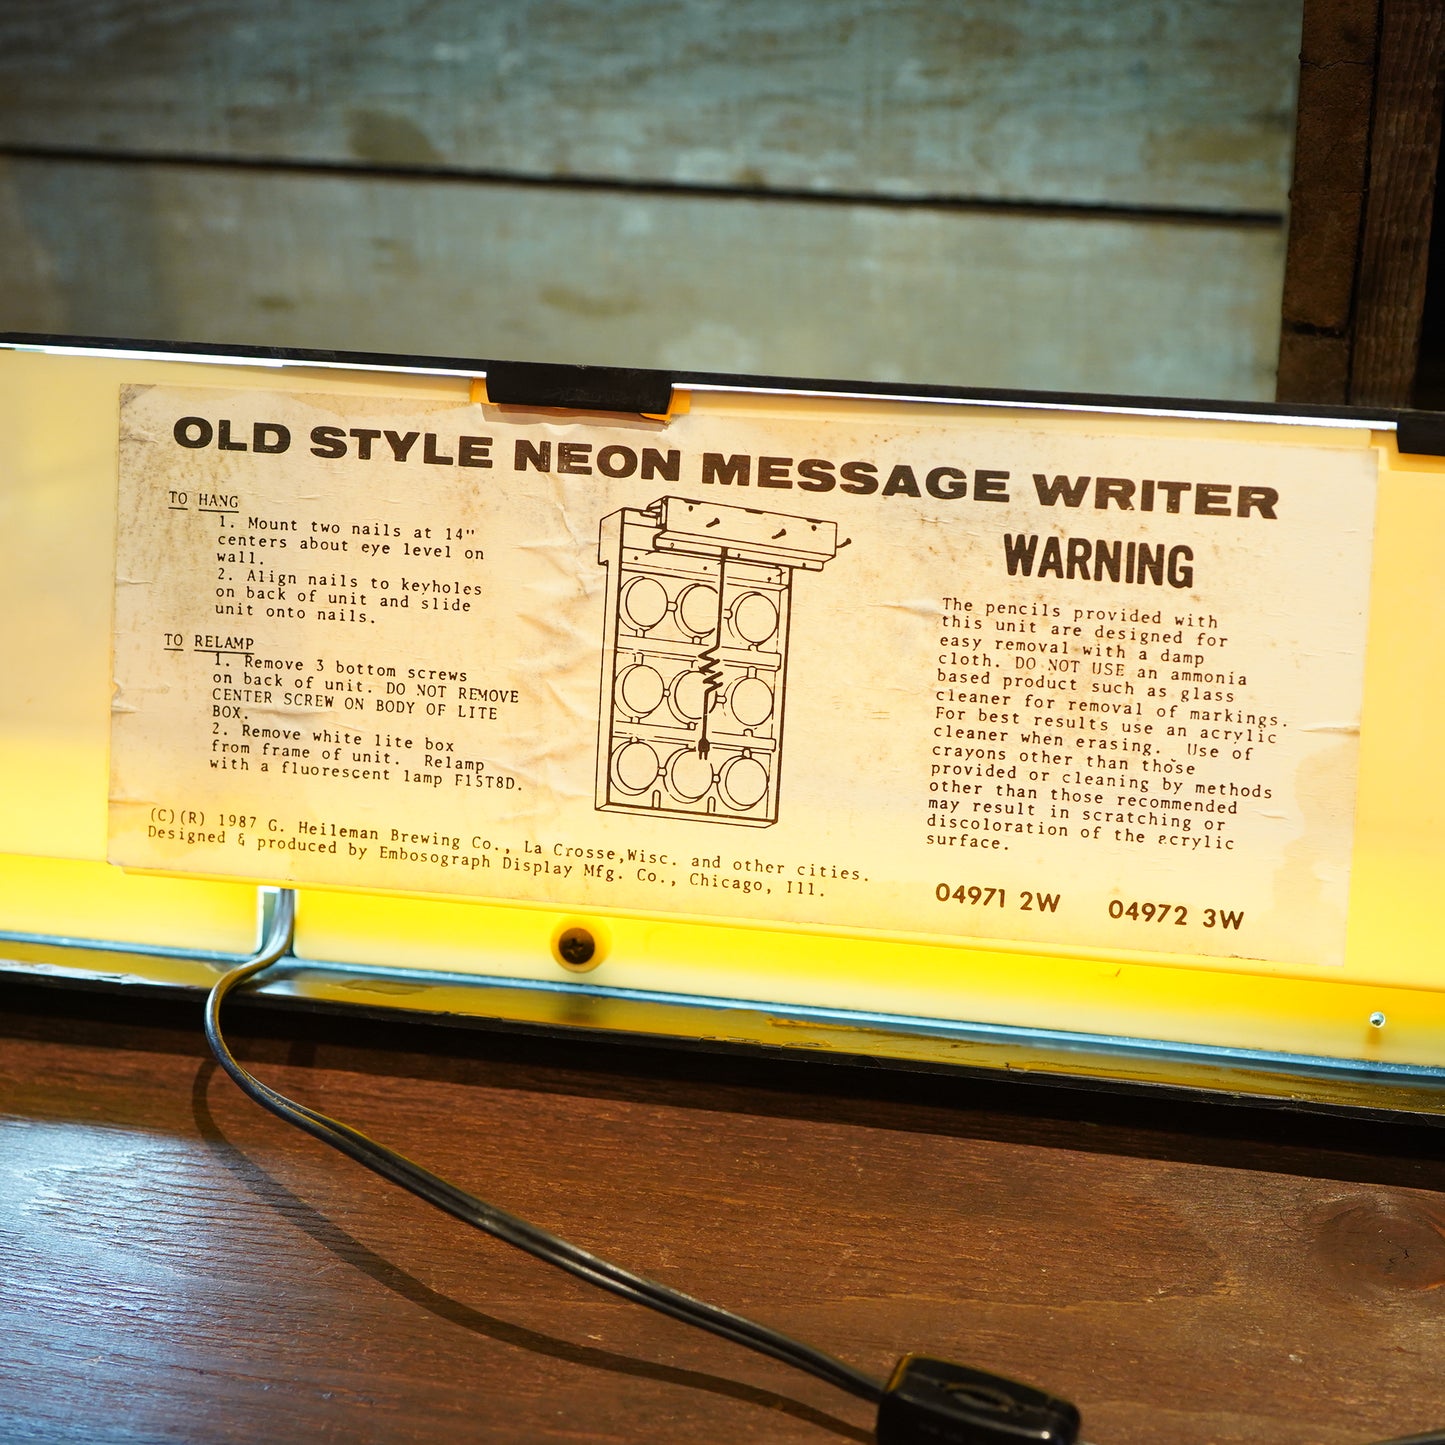 OLD STYLE NEON MESSAGE WRITER
TO HANG
1. Mount two nails at 14"
centers about eye level on
wall.
2. Align nails to keyholes
on back of unit and slide
unit onto nails.
TO RELAMP
1. Remove 3 bottom screws
on back of unit. DO NOT REMOVE
CENTER SCREW ON BODY OF LITE
BOX.
2. Remove white lite box
from frame of unit. Relamp
with a fluorescent lamp F15T8D.
(C)(R) 1987 G. Heileman Brewing Co., La Crosse,Wisc. and other cities.
Designed & produced by Embosograph Display Mfg. Co., Chicago, Ill.
WARNING
The pencils provided with
this unit are designed for
easy removal with a damp
cloth. DO NOT USE an ammonia
based product such as glass
cleaner for removal of markings.
For best results use an acrylic
cleaner when erasing. Use of
crayons other than those
provided or cleaning by methods
other than those recommended
may result in scratching or
discoloration of the acrylic
surface.
04971 2W 04972 3W